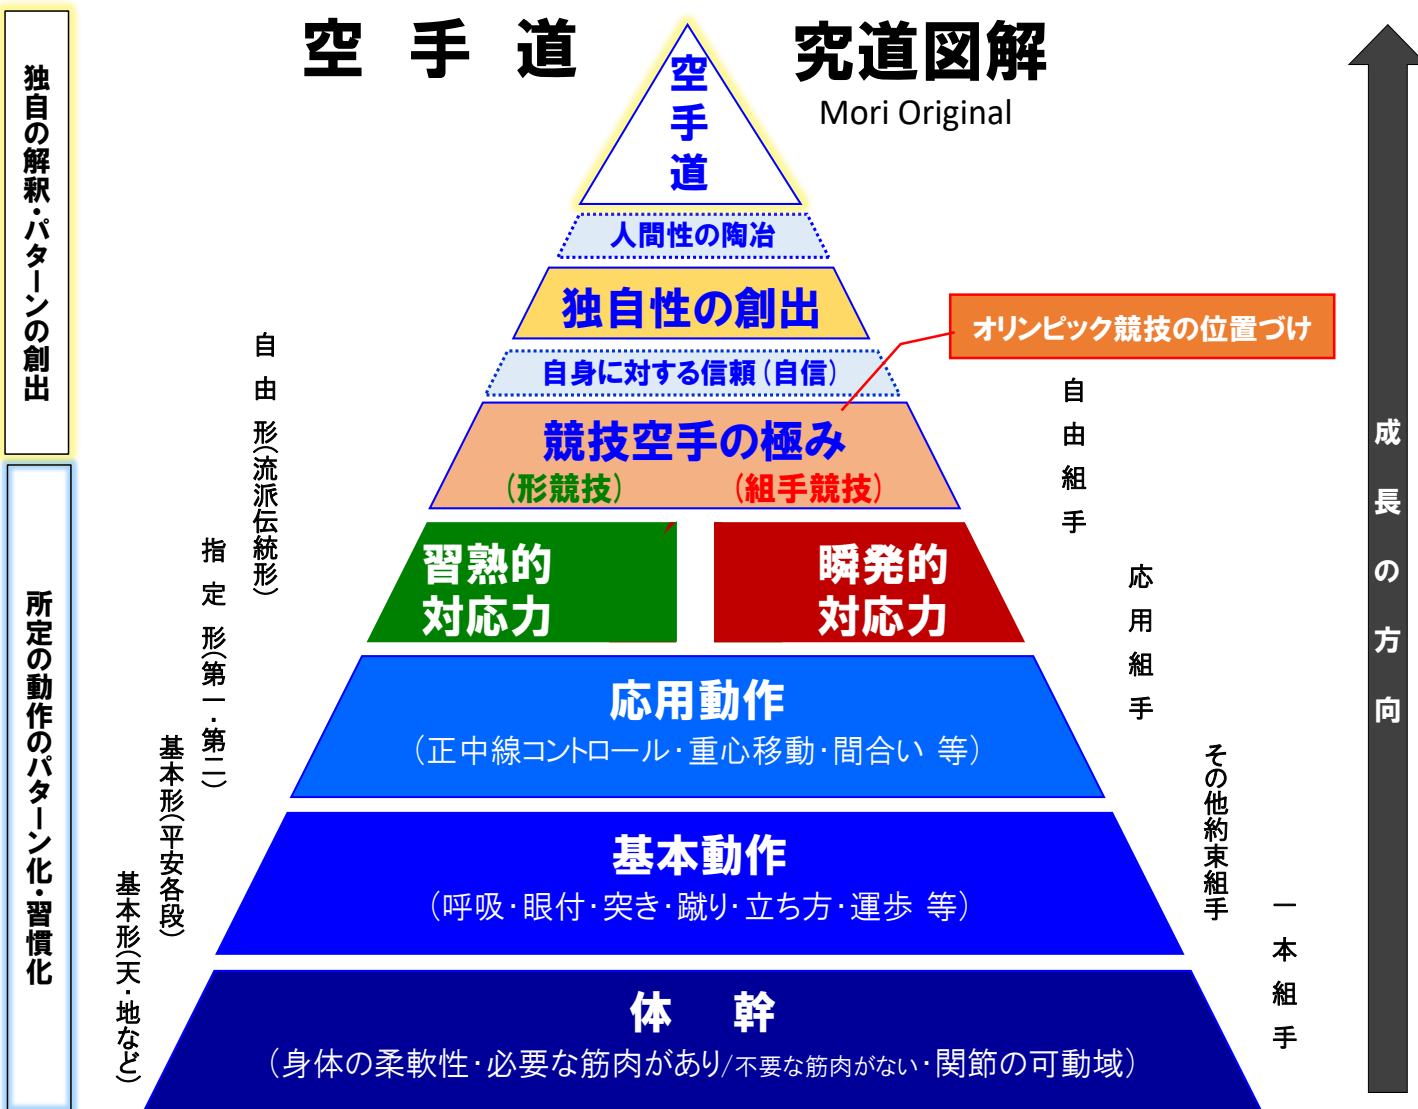 空 手 道
究道図解
Mori Original
空手道
人間性の陶冶
独自性の創出
オリンピック競技の位置づけ
自身に対する信頼(自信)
競技空手の極み
(形競技)
(組手競技)
習熟的
対応力
瞬発的
対応力
応用動作
(正中線コントロール・重心移動・間合い 等)
基本動作
(呼吸・眼付・突き・蹴り・立ち方・運歩 等)
体 幹
(身体の柔軟性・必要な筋肉があり/不要な筋肉がない・関節の可動域)
独自の解釈・パターンの創出
所定の動作のパターン化・習慣化
自由形(流派伝統形)
指定形(第一・第二)
基本形(平安各段)
基本形(天・地など)
自由組手
応用組手
その他約束組手
一本組手
成長の方向